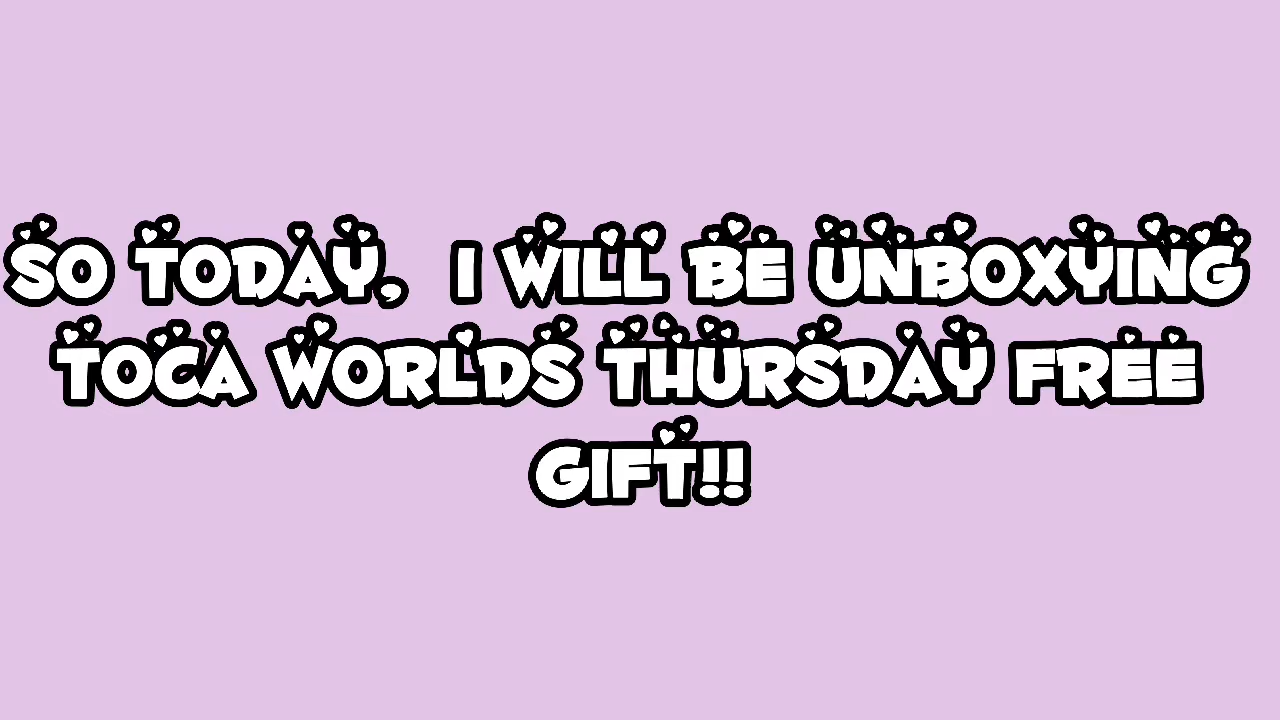 SO TODAY, I WILL BE UNBOXYING
TOCA WORLDS THURSDAY FREE
GIFT!!